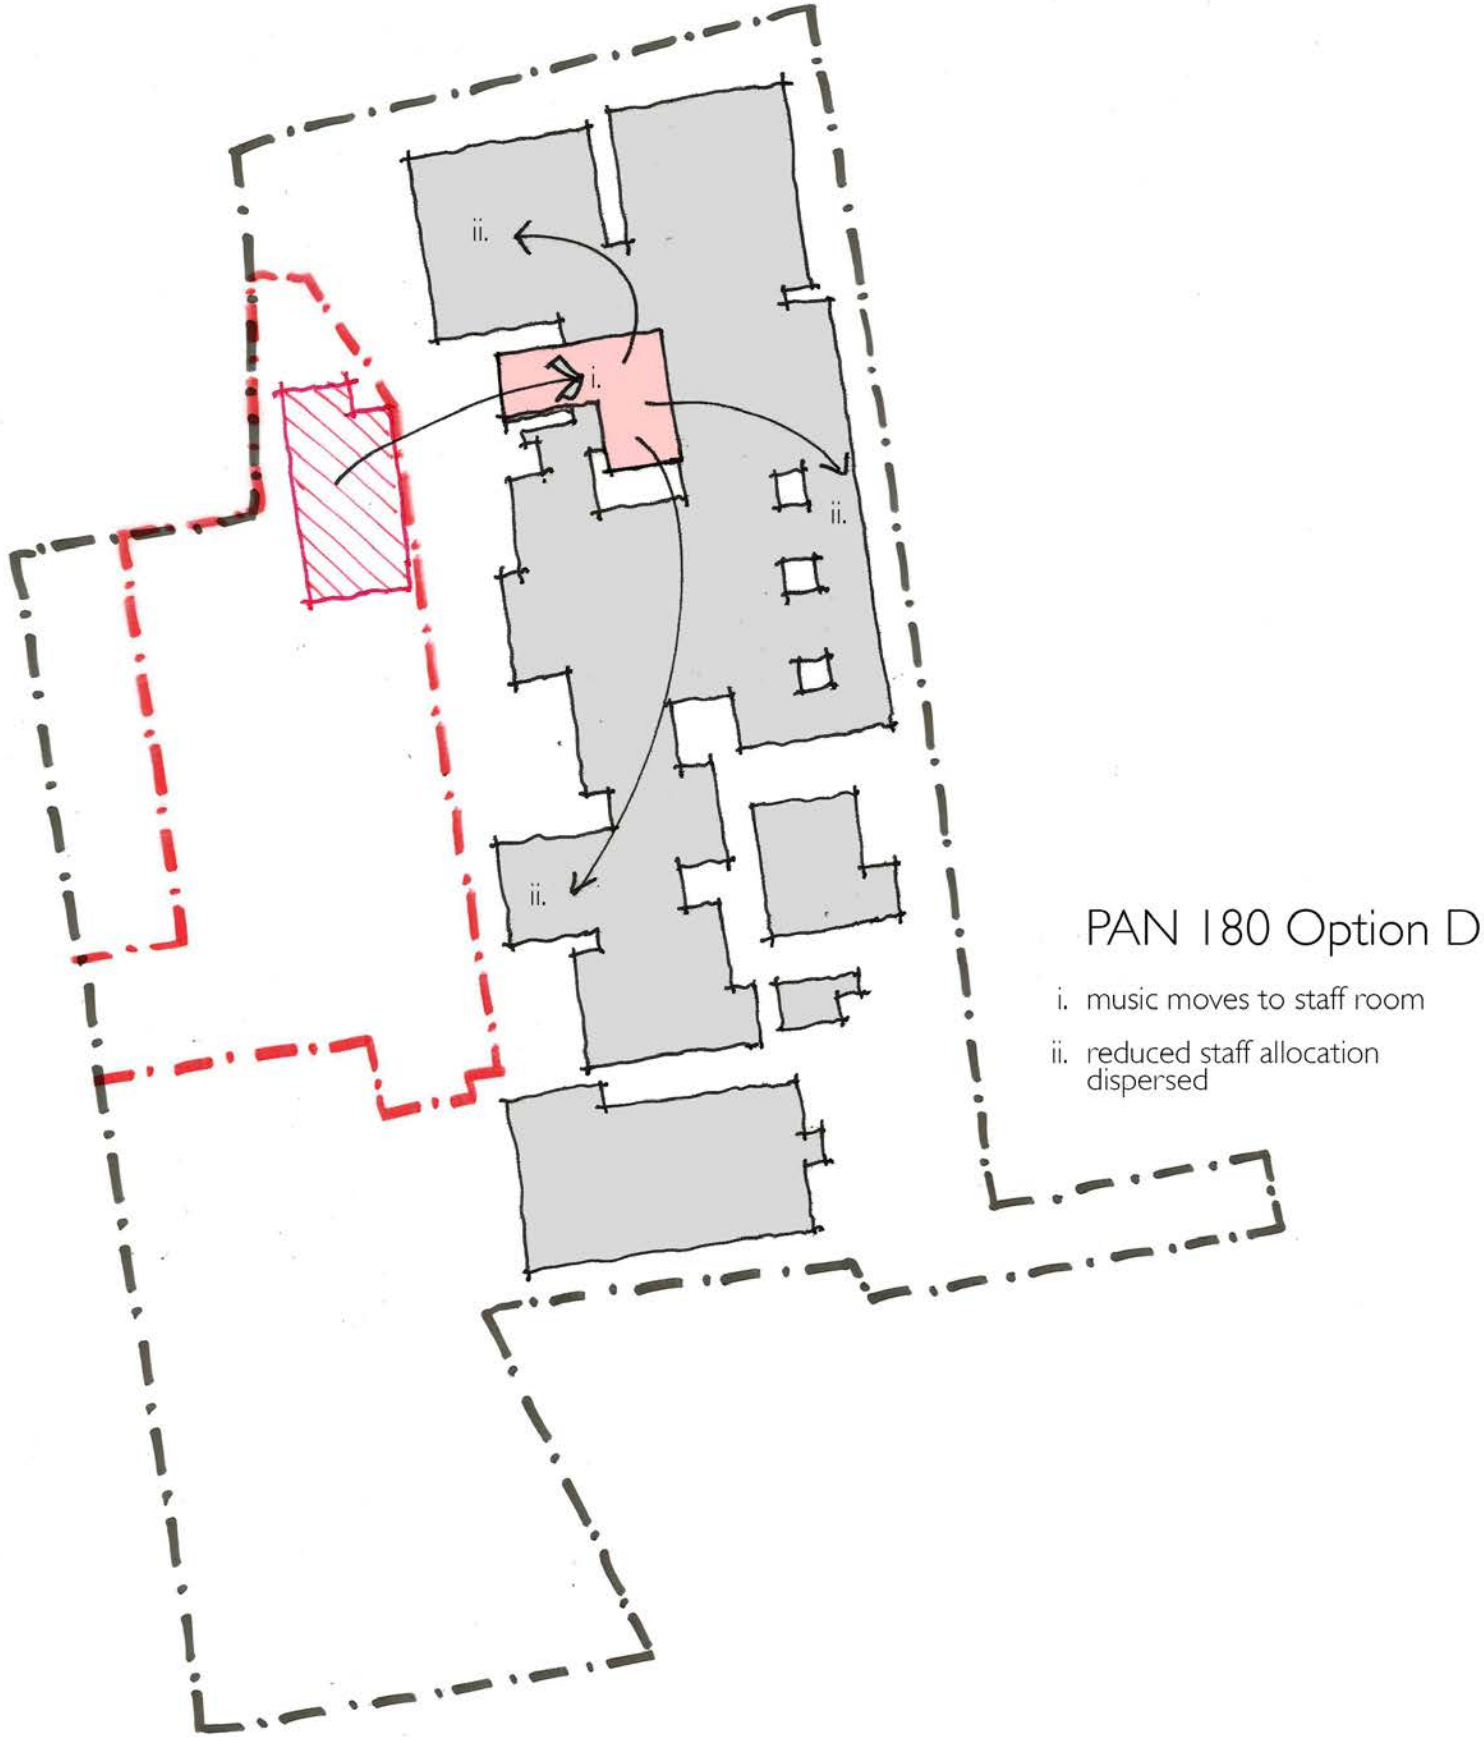 ii.
i.
ii.
ii.
PAN 180 Option D
i. music moves to staff room
ii. reduced staff allocation
dispersed